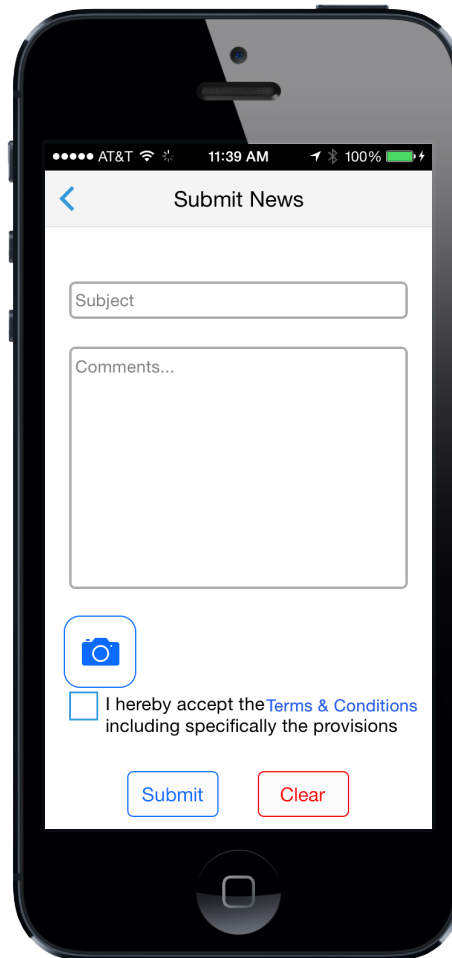 AT&T 11:39 AM 100%
Submit News
Subject
Comments...
I hereby accept the Terms & Conditions
including specifically the provisions
Submit Clear